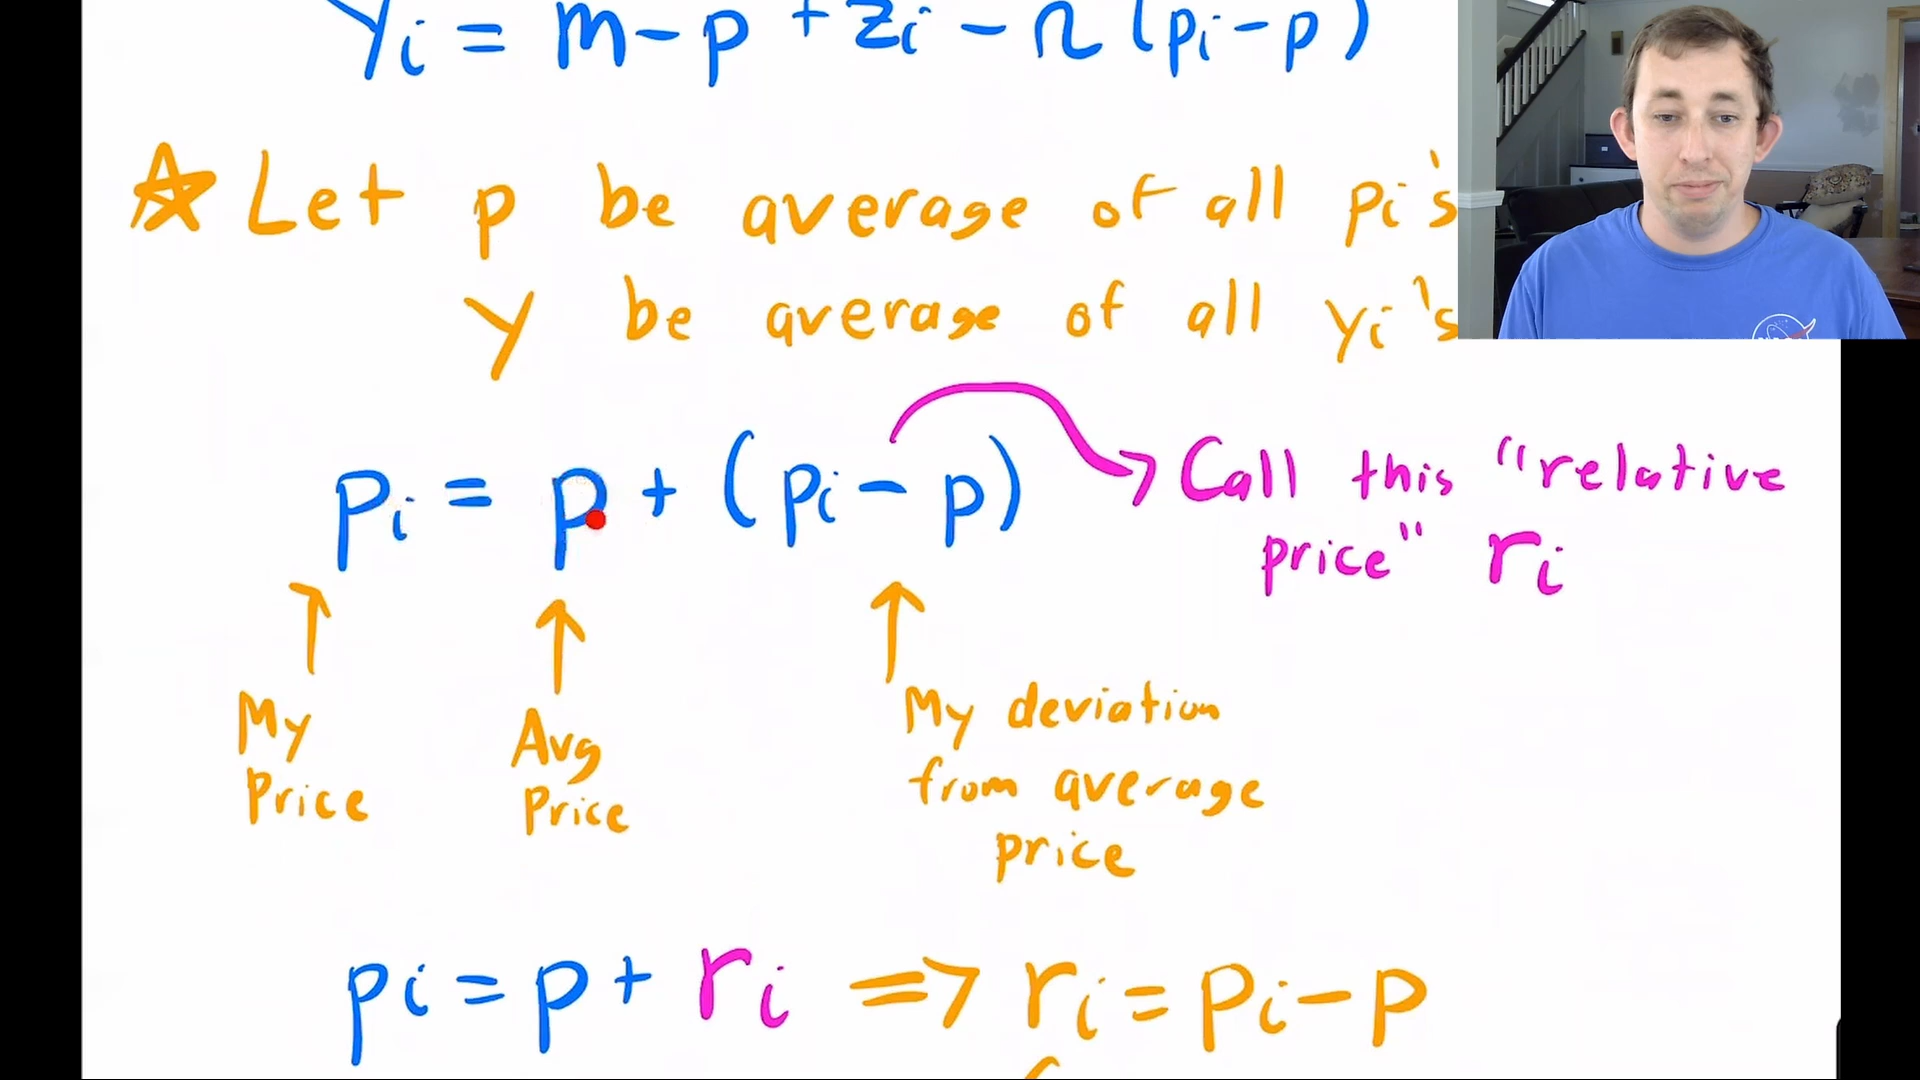 yi = m - p + zi - η (pi - p)
☆ Let p be average of all pi's
y be average of all yi's
pi = p + (pi - p)
Call this "relative
price" ri
My
Price
Avg
Price
My deviation
from average
price
pi = p + ri => ri = pi - p